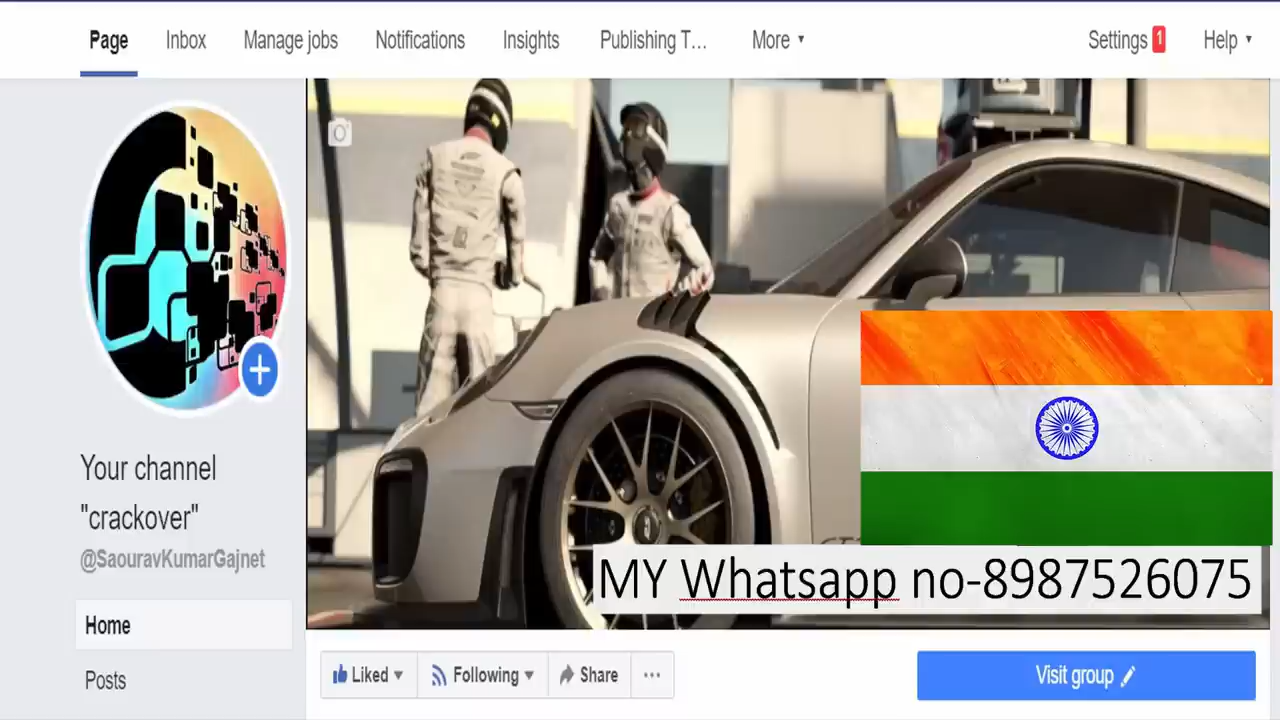 Page Inbox Manage jobs Notifications Insights Publishing T... More Settings 1 Help
Your channel
"crackover"
@SaouravKumarGajnet
MY Whatsapp no-8987526075
Home
Posts
Liked Following Share ...
Visit group